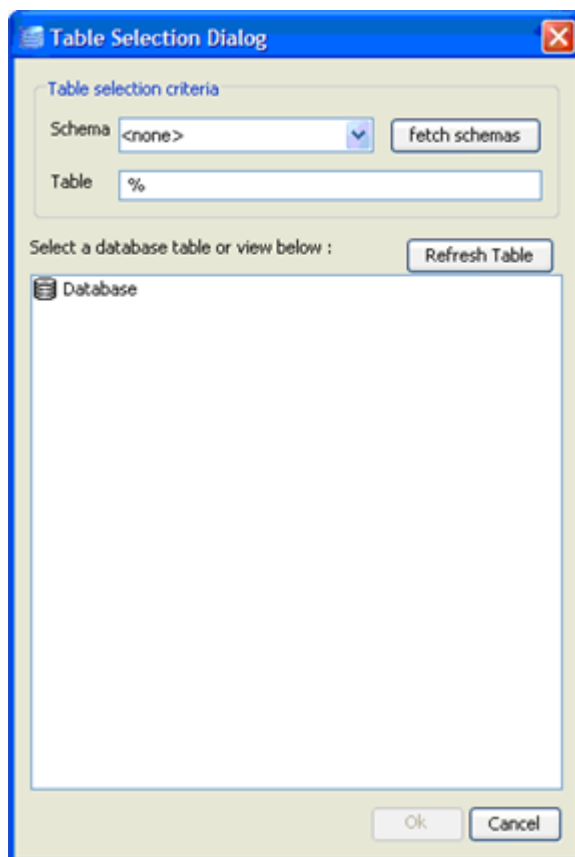 Table Selection Dialog
Table selection criteria
Schema <none> fetch schemas
Table %
Select a database table or view below : Refresh Table
Database
Ok Cancel